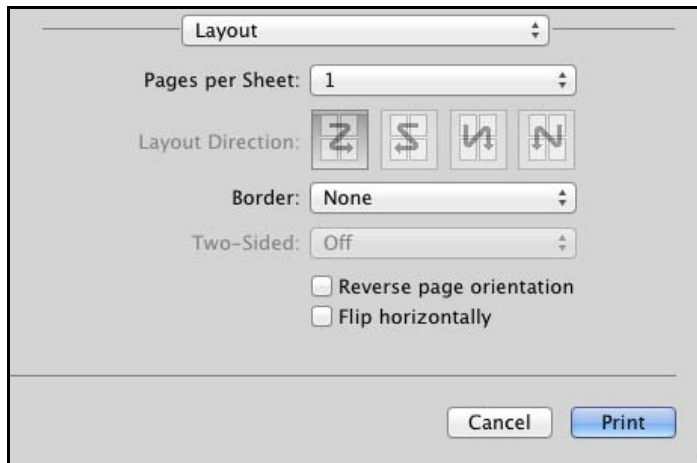 Layout
Pages per Sheet: 1
Layout Direction:
Border: None
Two-Sided: Off
Reverse page orientation
Flip horizontally
Cancel Print